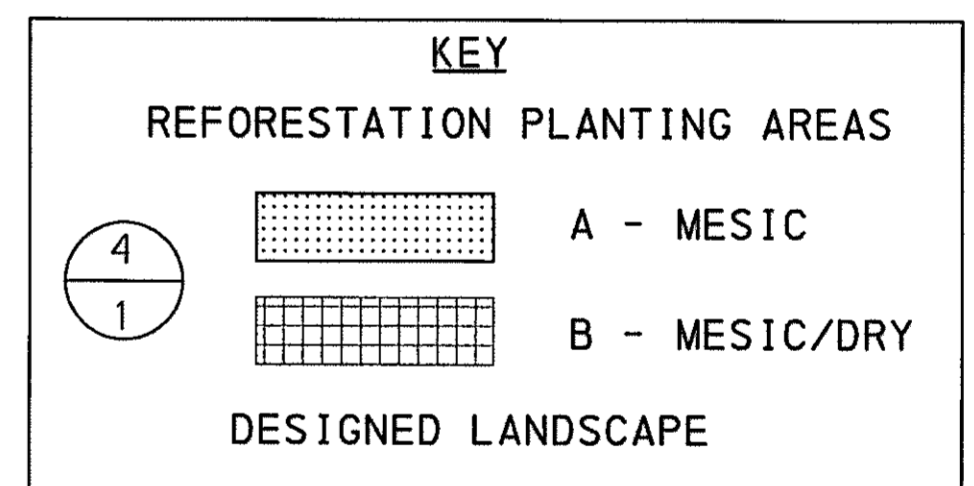 KEY
REFORESTATION PLANTING AREAS
4
1
A - MESIC
B - MESIC/DRY
DESIGNED LANDSCAPE